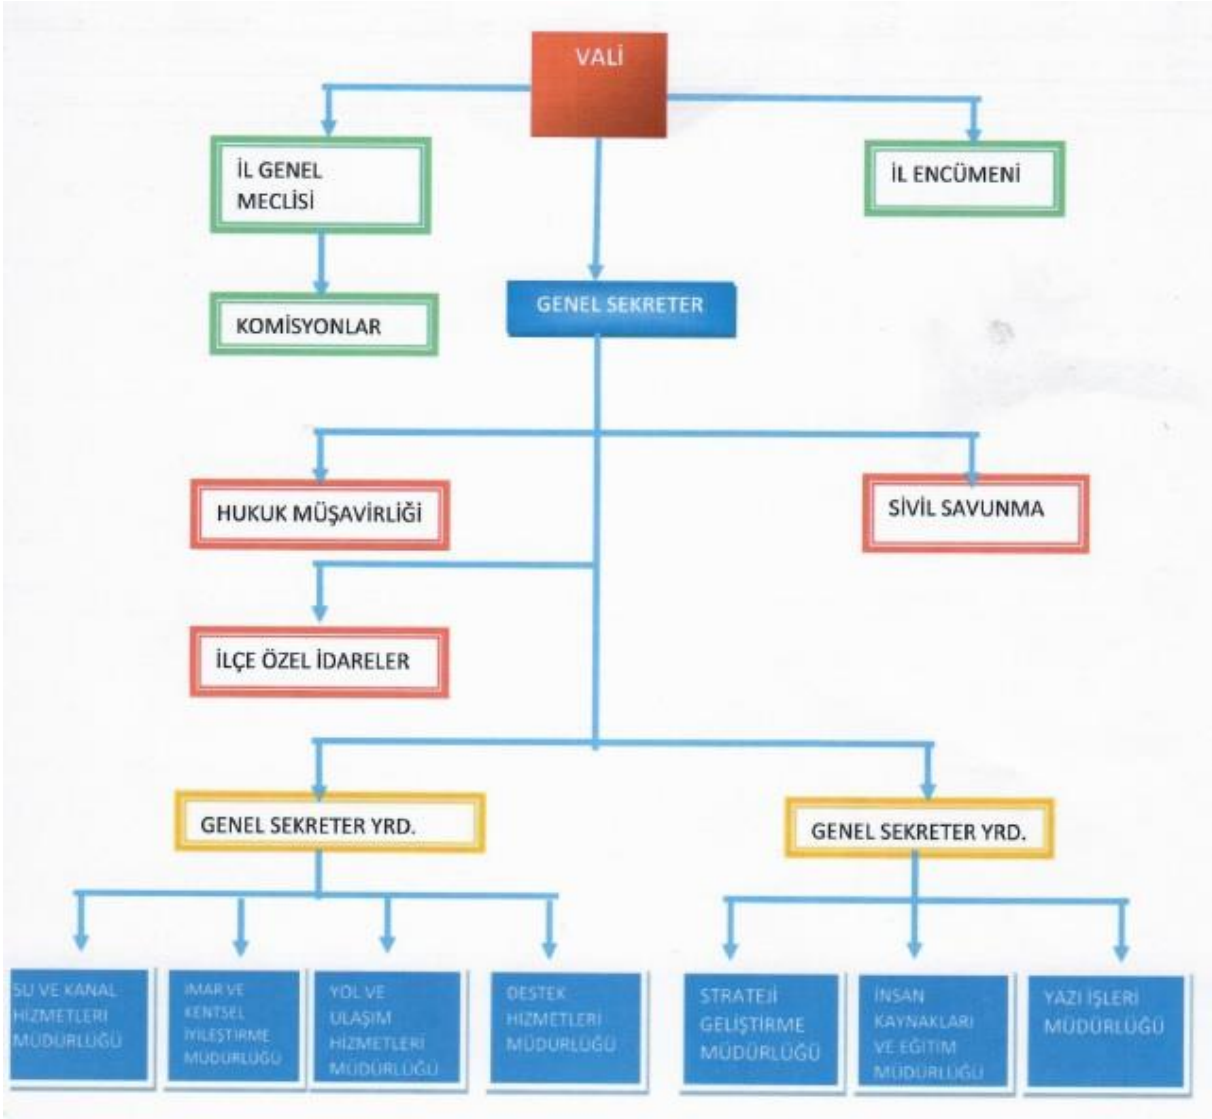 VALİ
İL GENEL
MECLİSİ
İL ENCÜMENİ
KOMİSYONLAR
GENEL SEKRETER
HUKUK MÜŞAVİRLİĞİ
SİVİL SAVUNMA
İLÇE ÖZEL İDARELER
GENEL SEKRETER YRD.
GENEL SEKRETER YRD.
SU VE KANAL
HİZMETLERİ
MÜDÜRLÜĞÜ
İMAR VE
KENTSEL
İYİLEŞTİRME
MÜDÜRLÜĞÜ
YOL VE
ULAŞIM
HİZMETLERİ
MÜDÜRLÜĞÜ
DESTEK
HİZMETLERİ
MÜDÜRLÜĞÜ
STRATEJİ
GELİŞTİRME
MÜDÜRLÜĞÜ
İNSAN
KAYNAKLARI
VE EĞİTİM
MÜDÜRLÜĞÜ
YAZI İŞLERİ
MÜDÜRLÜĞÜ